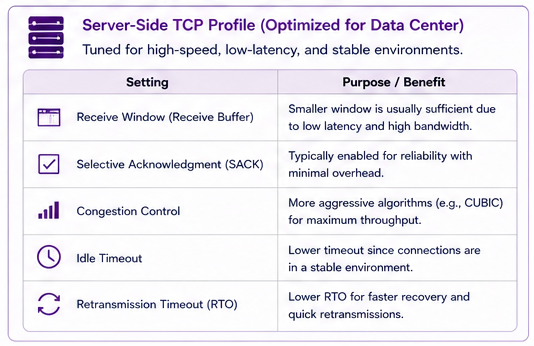 Server-Side TCP Profile (Optimized for Data Center)
Tuned for high-speed, low-latency, and stable environments.
Setting
Purpose / Benefit
Receive Window (Receive Buffer)
Smaller window is usually sufficient due
to low latency and high bandwidth.
Selective Acknowledgment (SACK)
Typically enabled for reliability with
minimal overhead.
Congestion Control
More aggressive algorithms (e.g., CUBIC)
for maximum throughput.
Idle Timeout
Lower timeout since connections are
in a stable environment.
Retransmission Timeout (RTO)
Lower RTO for faster recovery and
quick retransmissions.